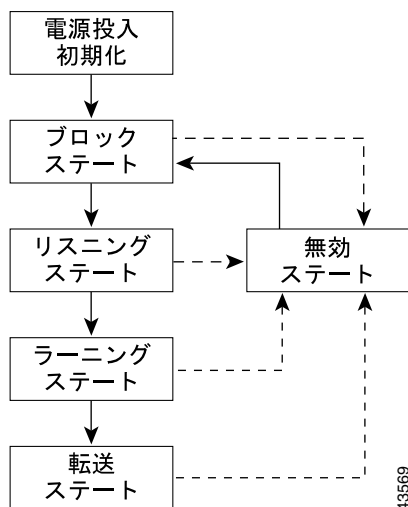 電源投入
初期化
ブロック
ステート
リスニング
ステート
無効
ステート
ラーニング
ステート
転送
ステート
43569